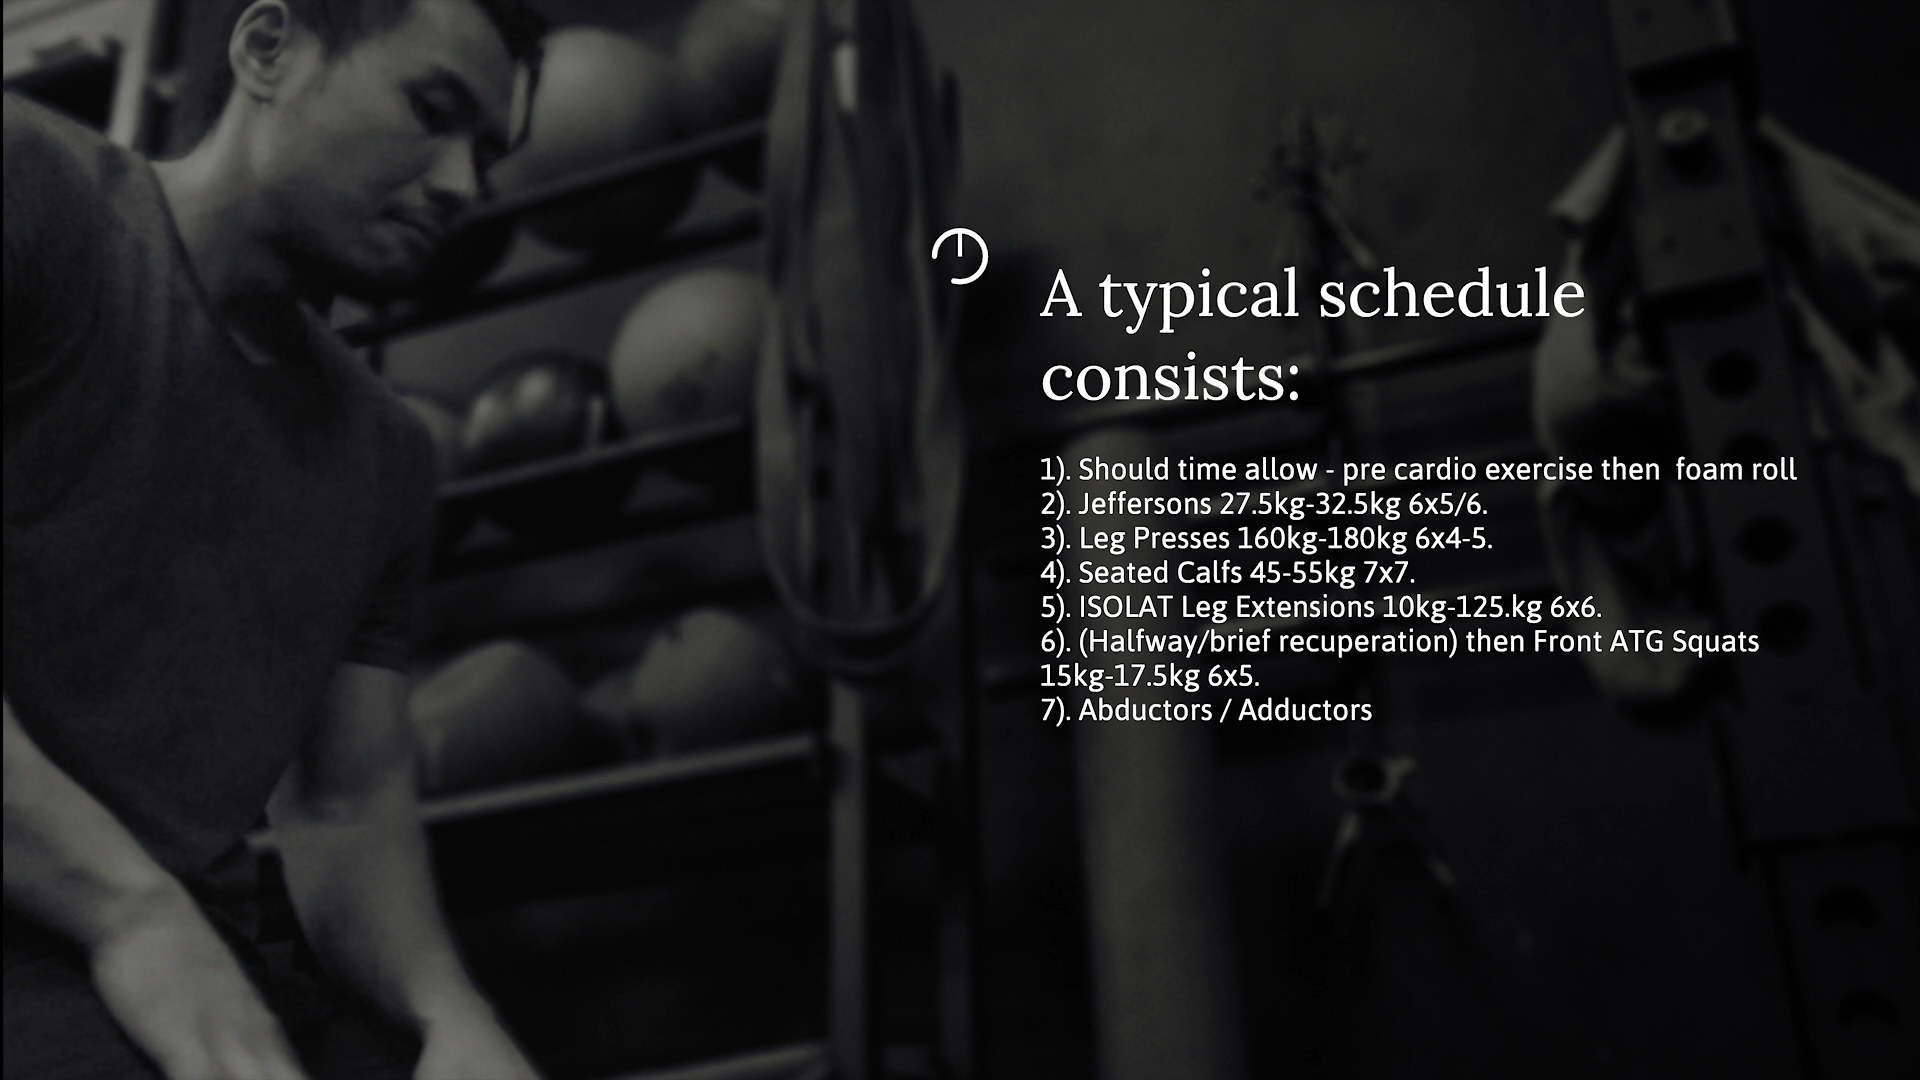 A typical schedule
consists:
1). Should time allow - pre cardio exercise then  foam roll
2). Jeffersons 27.5kg-32.5kg 6x5/6.
3). Leg Presses 160kg-180kg 6x4-5.
4). Seated Calfs 45-55kg 7x7.
5). ISOLAT Leg Extensions 10kg-125.kg 6x6.
6). (Halfway/brief recuperation) then Front ATG Squats
15kg-17.5kg 6x5.
7). Abductors / Adductors